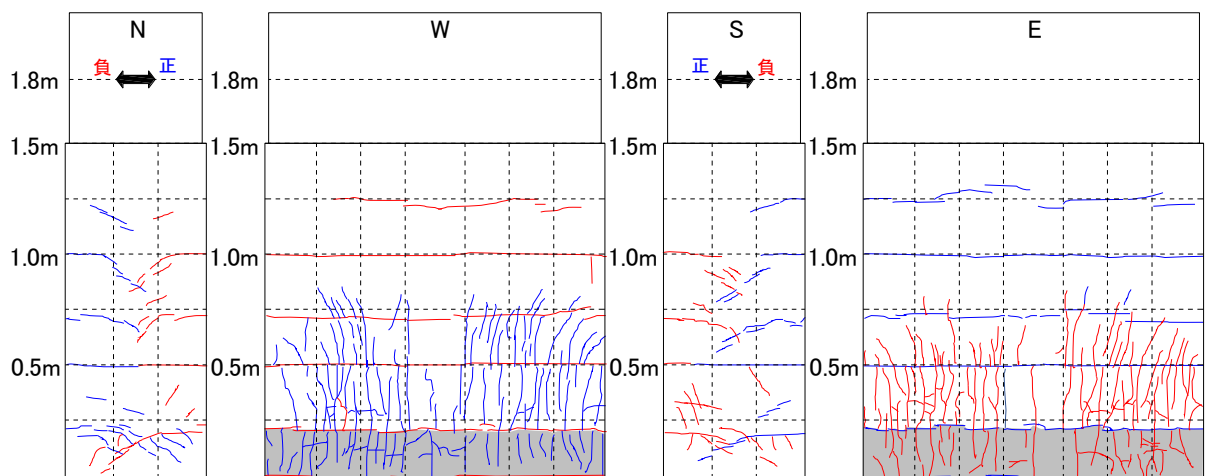 N W S E
負 正 正 負
1.8m 1.8m 1.8m 1.8m
1.5m 1.5m 1.5m 1.5m
1.0m 1.0m 1.0m 1.0m
0.5m 0.5m 0.5m 0.5m